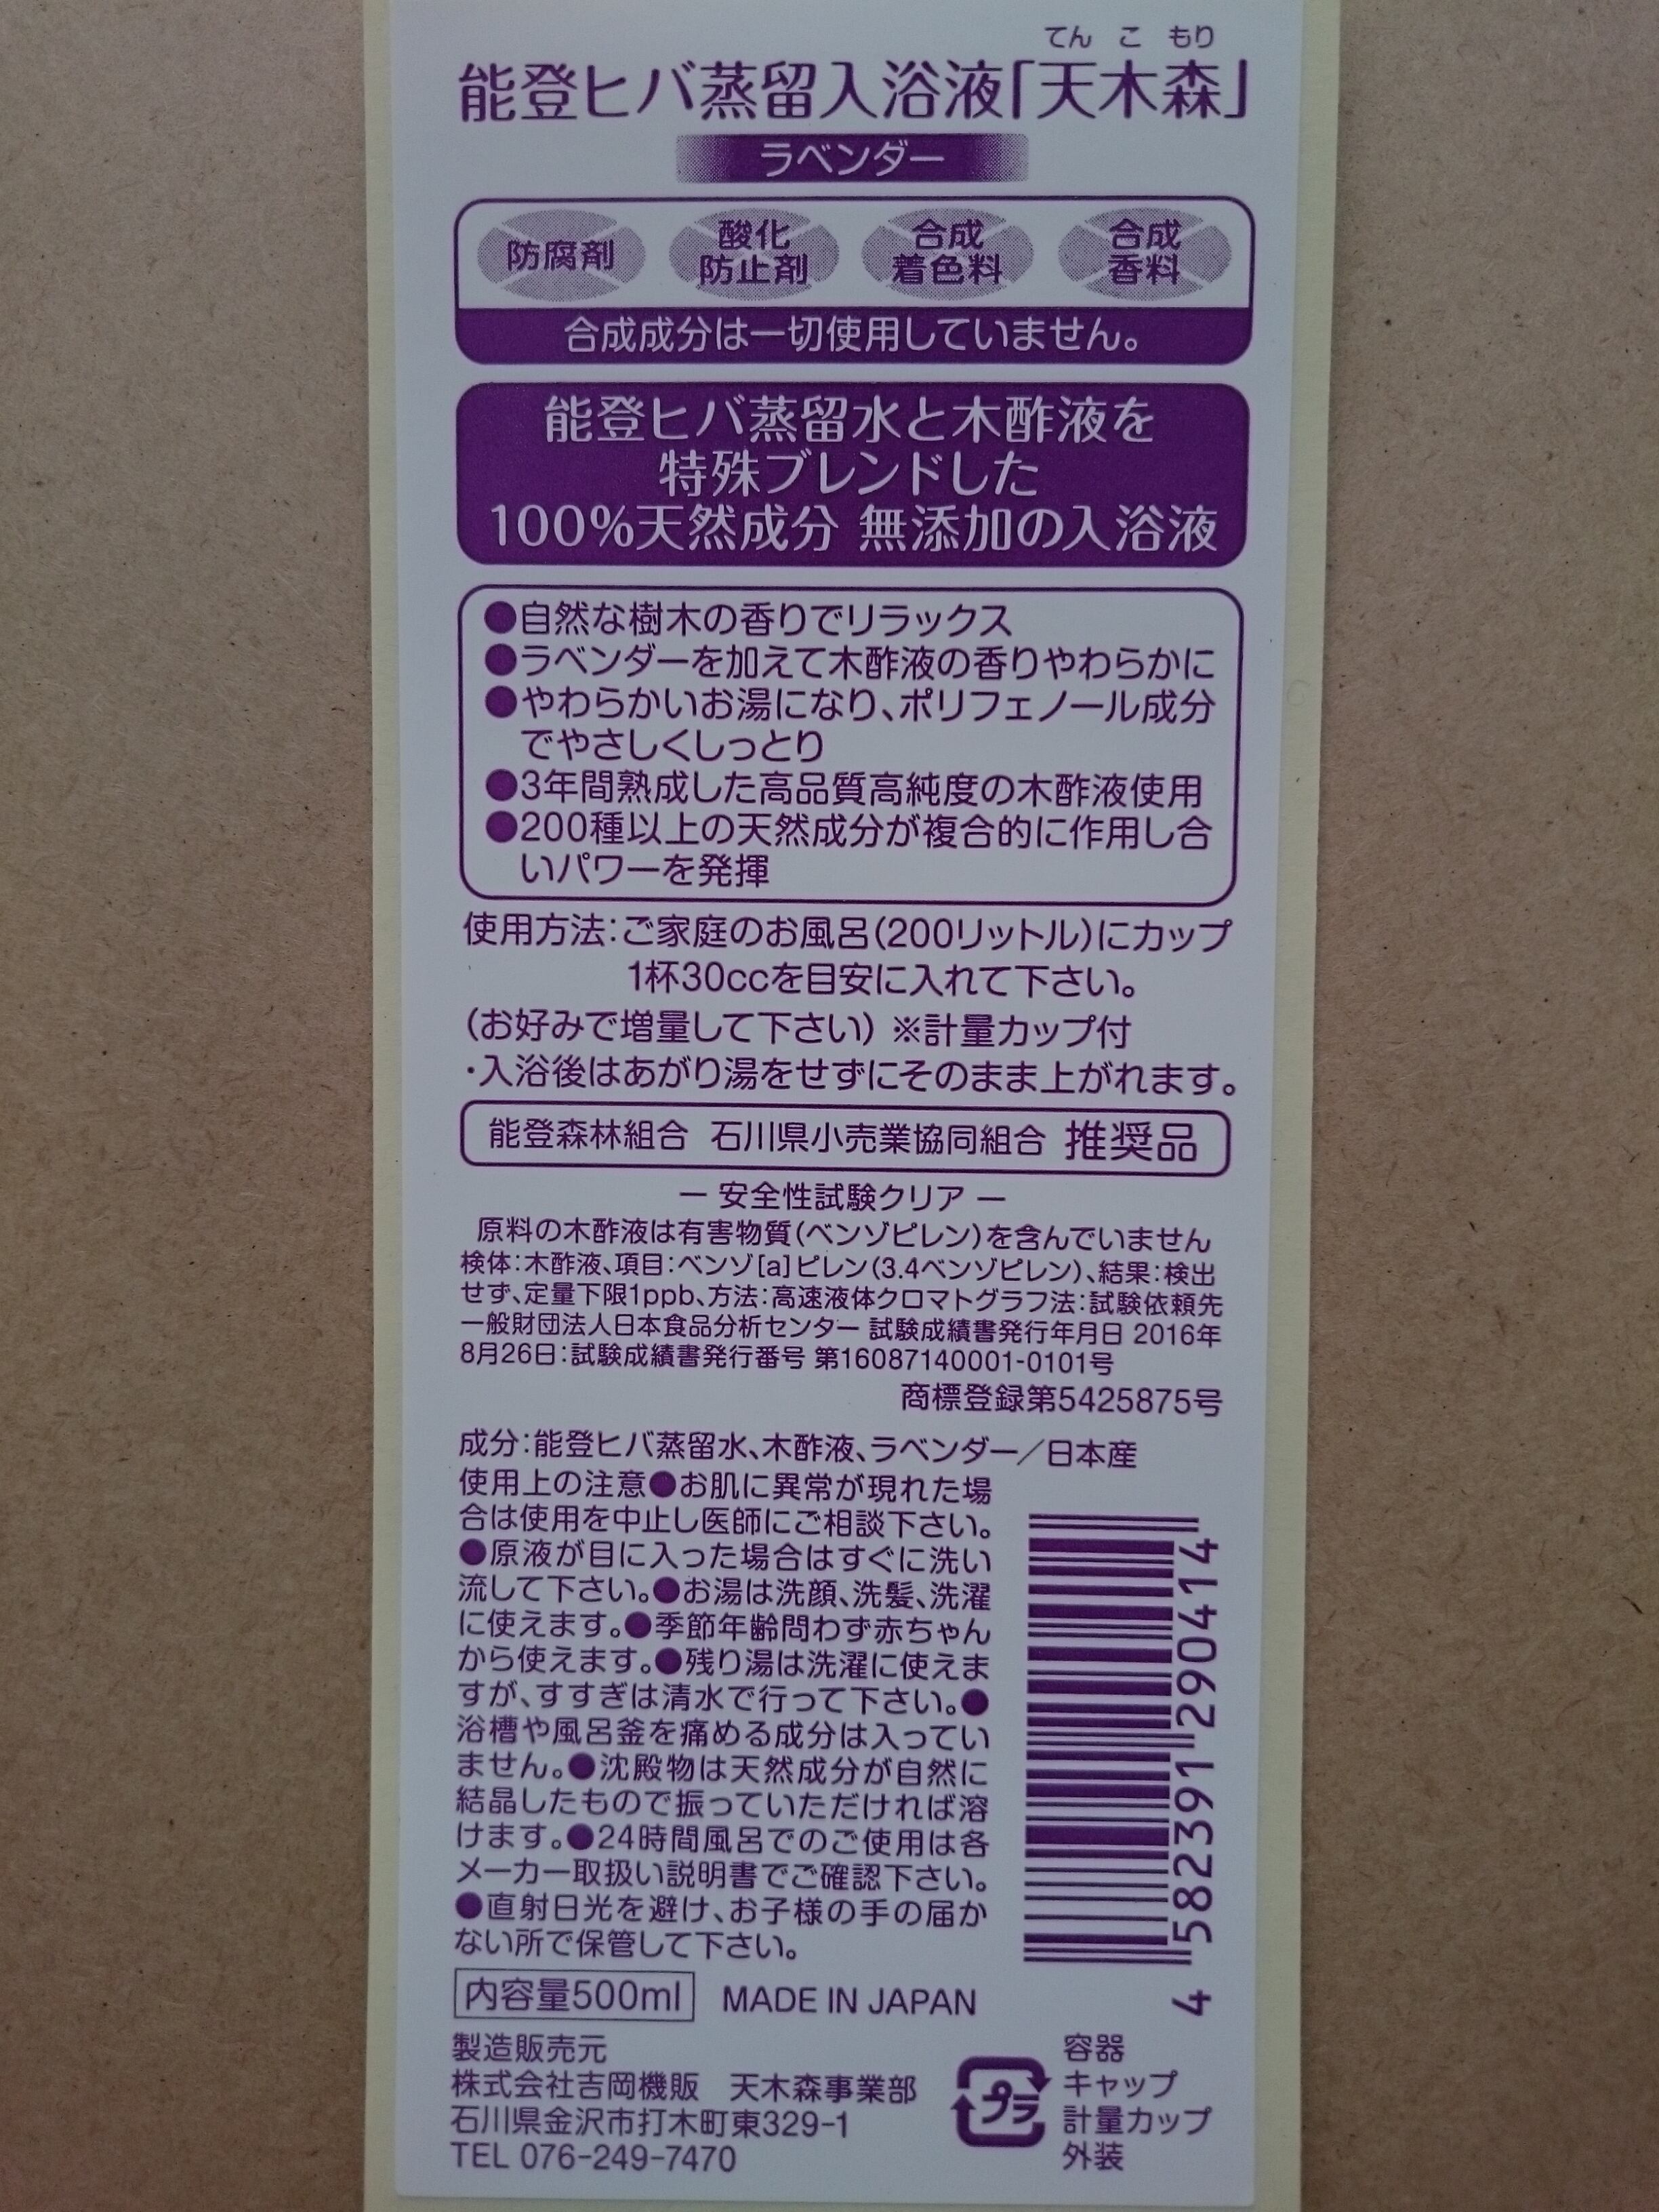 てんこもり
能登ヒバ蒸留入浴液「天木森」
ラベンダー
防腐剤
酸化
防止剤
合成
着色料
合成
香料
合成成分は一切使用していません。
能登ヒバ蒸留水と木酢液を
特殊ブレンドした
100%天然成分 無添加の入浴液
●自然な樹木の香りでリラックス
●ラベンダーを加えて木酢液の香りやわらかに
●やわらかいお湯になり、ポリフェノール成分
でやさしくしっとり
●3年間熟成した高品質高純度の木酢液使用
●200種以上の天然成分が複合的に作用し合
いパワーを発揮
使用方法:ご家庭のお風呂(200リットル)にカップ
1杯30ccを目安に入れて下さい。
(お好みで増量して下さい) ※計量カップ付
・入浴後はあがり湯をせずにそのまま上がれます。
能登森林組合 石川県小売業協同組合 推奨品
― 安全性試験クリア ―
原料の木酢液は有害物質(ベンゾピレン)を含んでいません
検体:木酢液、項目:ベンゾ[a]ピレン(3.4ベンゾピレン)、結果:検出
せず、定量下限1ppb、方法:高速液体クロマトグラフ法:試験依頼先
一般財団法人日本食品分析センター 試験成績書発行年月日 2016年
8月26日:試験成績書発行番号 第16087140001-0101号
商標登録第5425875号
成分:能登ヒバ蒸留水、木酢液、ラベンダー/日本産
使用上の注意●お肌に異常が現れた場
合は使用を中止し医師にご相談下さい。
●原液が目に入った場合はすぐに洗い
流して下さい。●お湯は洗顔、洗髪、洗濯
に使えます。●季節年齢問わず赤ちゃん
から使えます。●残り湯は洗濯に使えま
すが、すすぎは清水で行って下さい。●
浴槽や風呂釜を痛める成分は入ってい
ません。●沈殿物は天然成分が自然に
結晶したもので振っていただければ溶
けます。●24時間風呂でのご使用は各
メーカー取扱い説明書でご確認下さい。
●直射日光を避け、お子様の手の届か
ない所で保管して下さい。
4 582391 290414
内容量500ml MADE IN JAPAN
製造販売元
株式会社吉岡機販 天木森事業部
石川県金沢市打木町東329-1
TEL 076-249-7470
プラ
容器
キャップ
計量カップ
外装